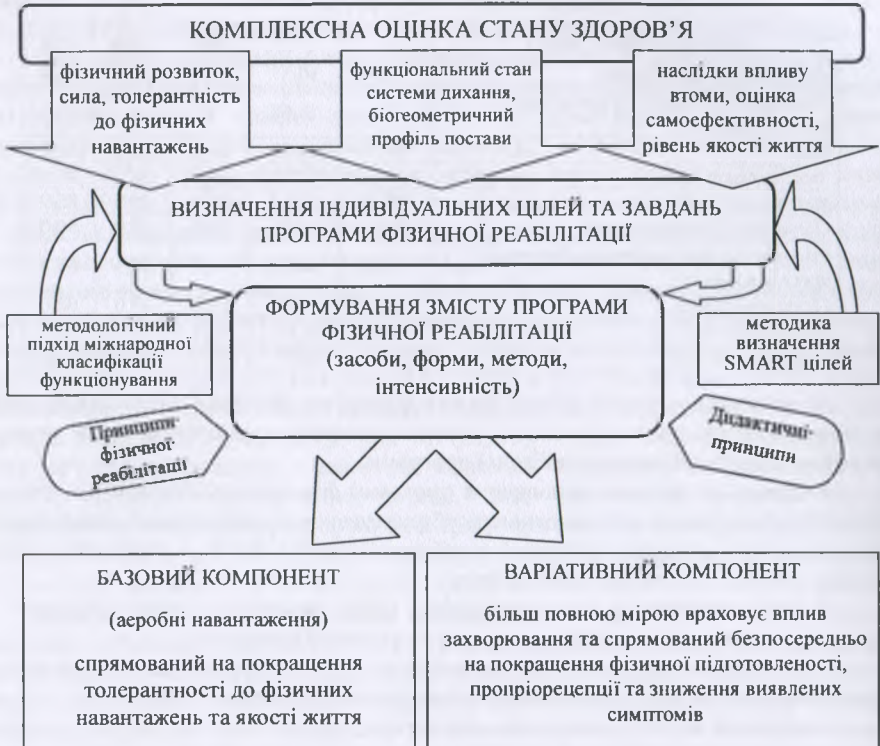 КОМПЛЕКСНА ОЦІНКА СТАНУ ЗДОРОВ’Я
фізичний розвиток,
сила, толерантність
до фізичних
навантажень
функціональний стан
системи дихання,
біогеометричний
профіль постави
наслідки впливу
втоми, оцінка
самоефективності,
рівень якості життя
ВИЗНАЧЕННЯ ІНДИВІДУАЛЬНИХ ЦІЛЕЙ ТА ЗАВДАНЬ
ПРОГРАМИ ФІЗИЧНОЇ РЕАБІЛІТАЦІЇ
ФОРМУВАННЯ ЗМІСТУ ПРОГРАМИ
ФІЗИЧНОЇ РЕАБІЛІТАЦІЇ
(засоби, форми, методи,
інтенсивність)
методологічний
підхід міжнародної
класифікації
функціонування
методика
визначення
SMART цілей
Принципи
фізичної
реабілітації
Дидактичні
принципи
БАЗОВИЙ КОМПОНЕНТ
(аеробні навантаження)
спрямований на покращення
толерантності до фізичних
навантажень та якості життя
ВАРІАТИВНИЙ КОМПОНЕНТ
більш повною мірою враховує вплив
захворювання та спрямований безпосередньо
на покращення фізичної підготовленості,
пропріорецепції та зниження виявлених
симптомів